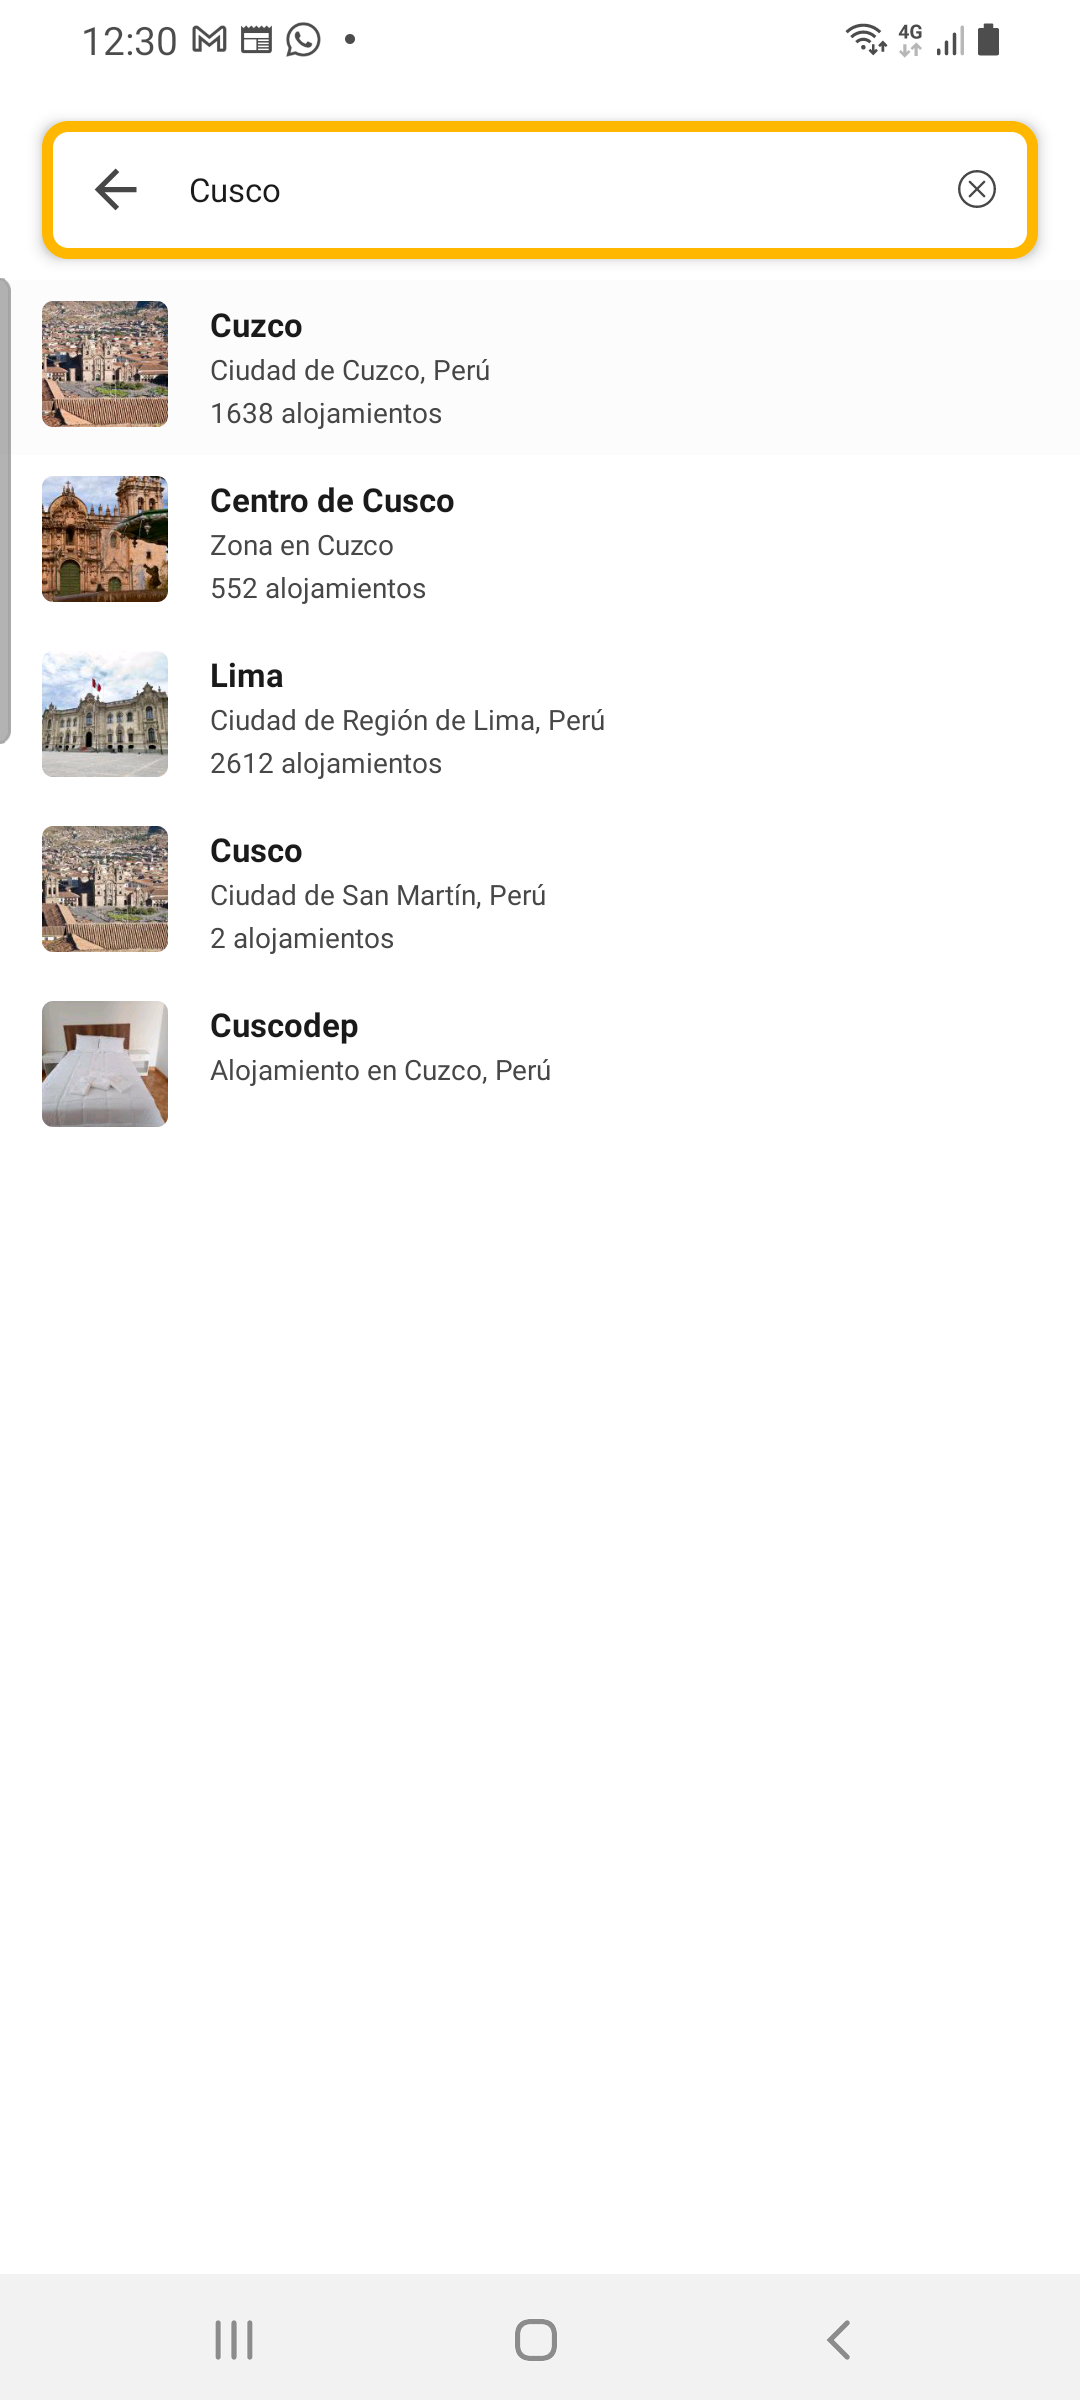 12:30
4G
Cusco
Cuzco
Ciudad de Cuzco, Perú
1638 alojamientos
Centro de Cusco
Zona en Cuzco
552 alojamientos
Lima
Ciudad de Región de Lima, Perú
2612 alojamientos
Cusco
Ciudad de San Martín, Perú
2 alojamientos
Cuscodep
Alojamiento en Cuzco, Perú